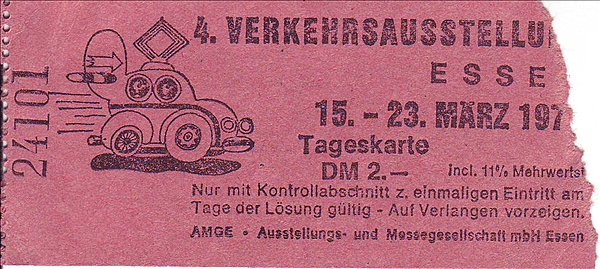 4. VERKEHRSAUSSTELLU
ESSE
15. - 23. MÄRZ 197
Tageskarte
DM 2.— Incl. 11% Mehrwertst
Nur mit Kontrollabschnitt z. einmaligen Eintritt am
Tage der Lösung gültig - Auf Verlangen vorzeigen.
AMGE • Ausstellungs- und Messegesellschaft mbH Essen
24101